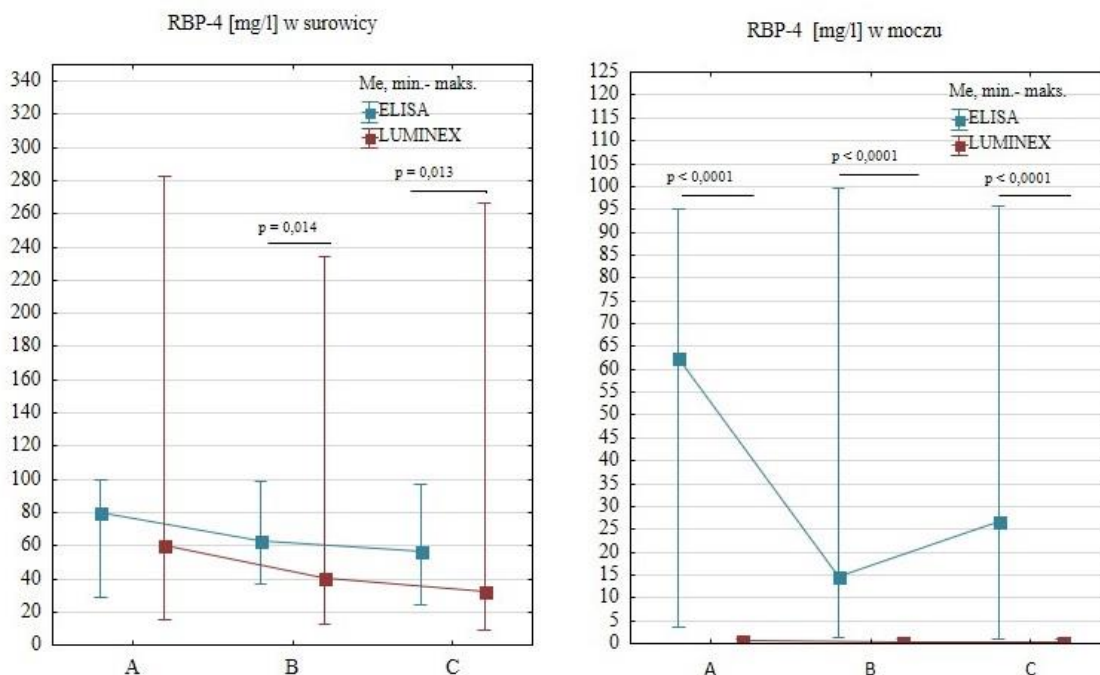 RBP-4 [mg/l] w surowicy
340
320
300
280
260
240
220
200
180
160
140
120
100
80
60
40
20
0
Me, min.- maks.
ELISA
LUMINEX
p = 0,013
p = 0,014
A B C
RBP-4 [mg/l] w moczu
125
120
115
110
105
100
95
90
85
80
75
70
65
60
55
50
45
40
35
30
25
20
15
10
5
0
Me, min.- maks.
ELISA
LUMINEX
p < 0,0001
p < 0,0001
p < 0,0001
A B C